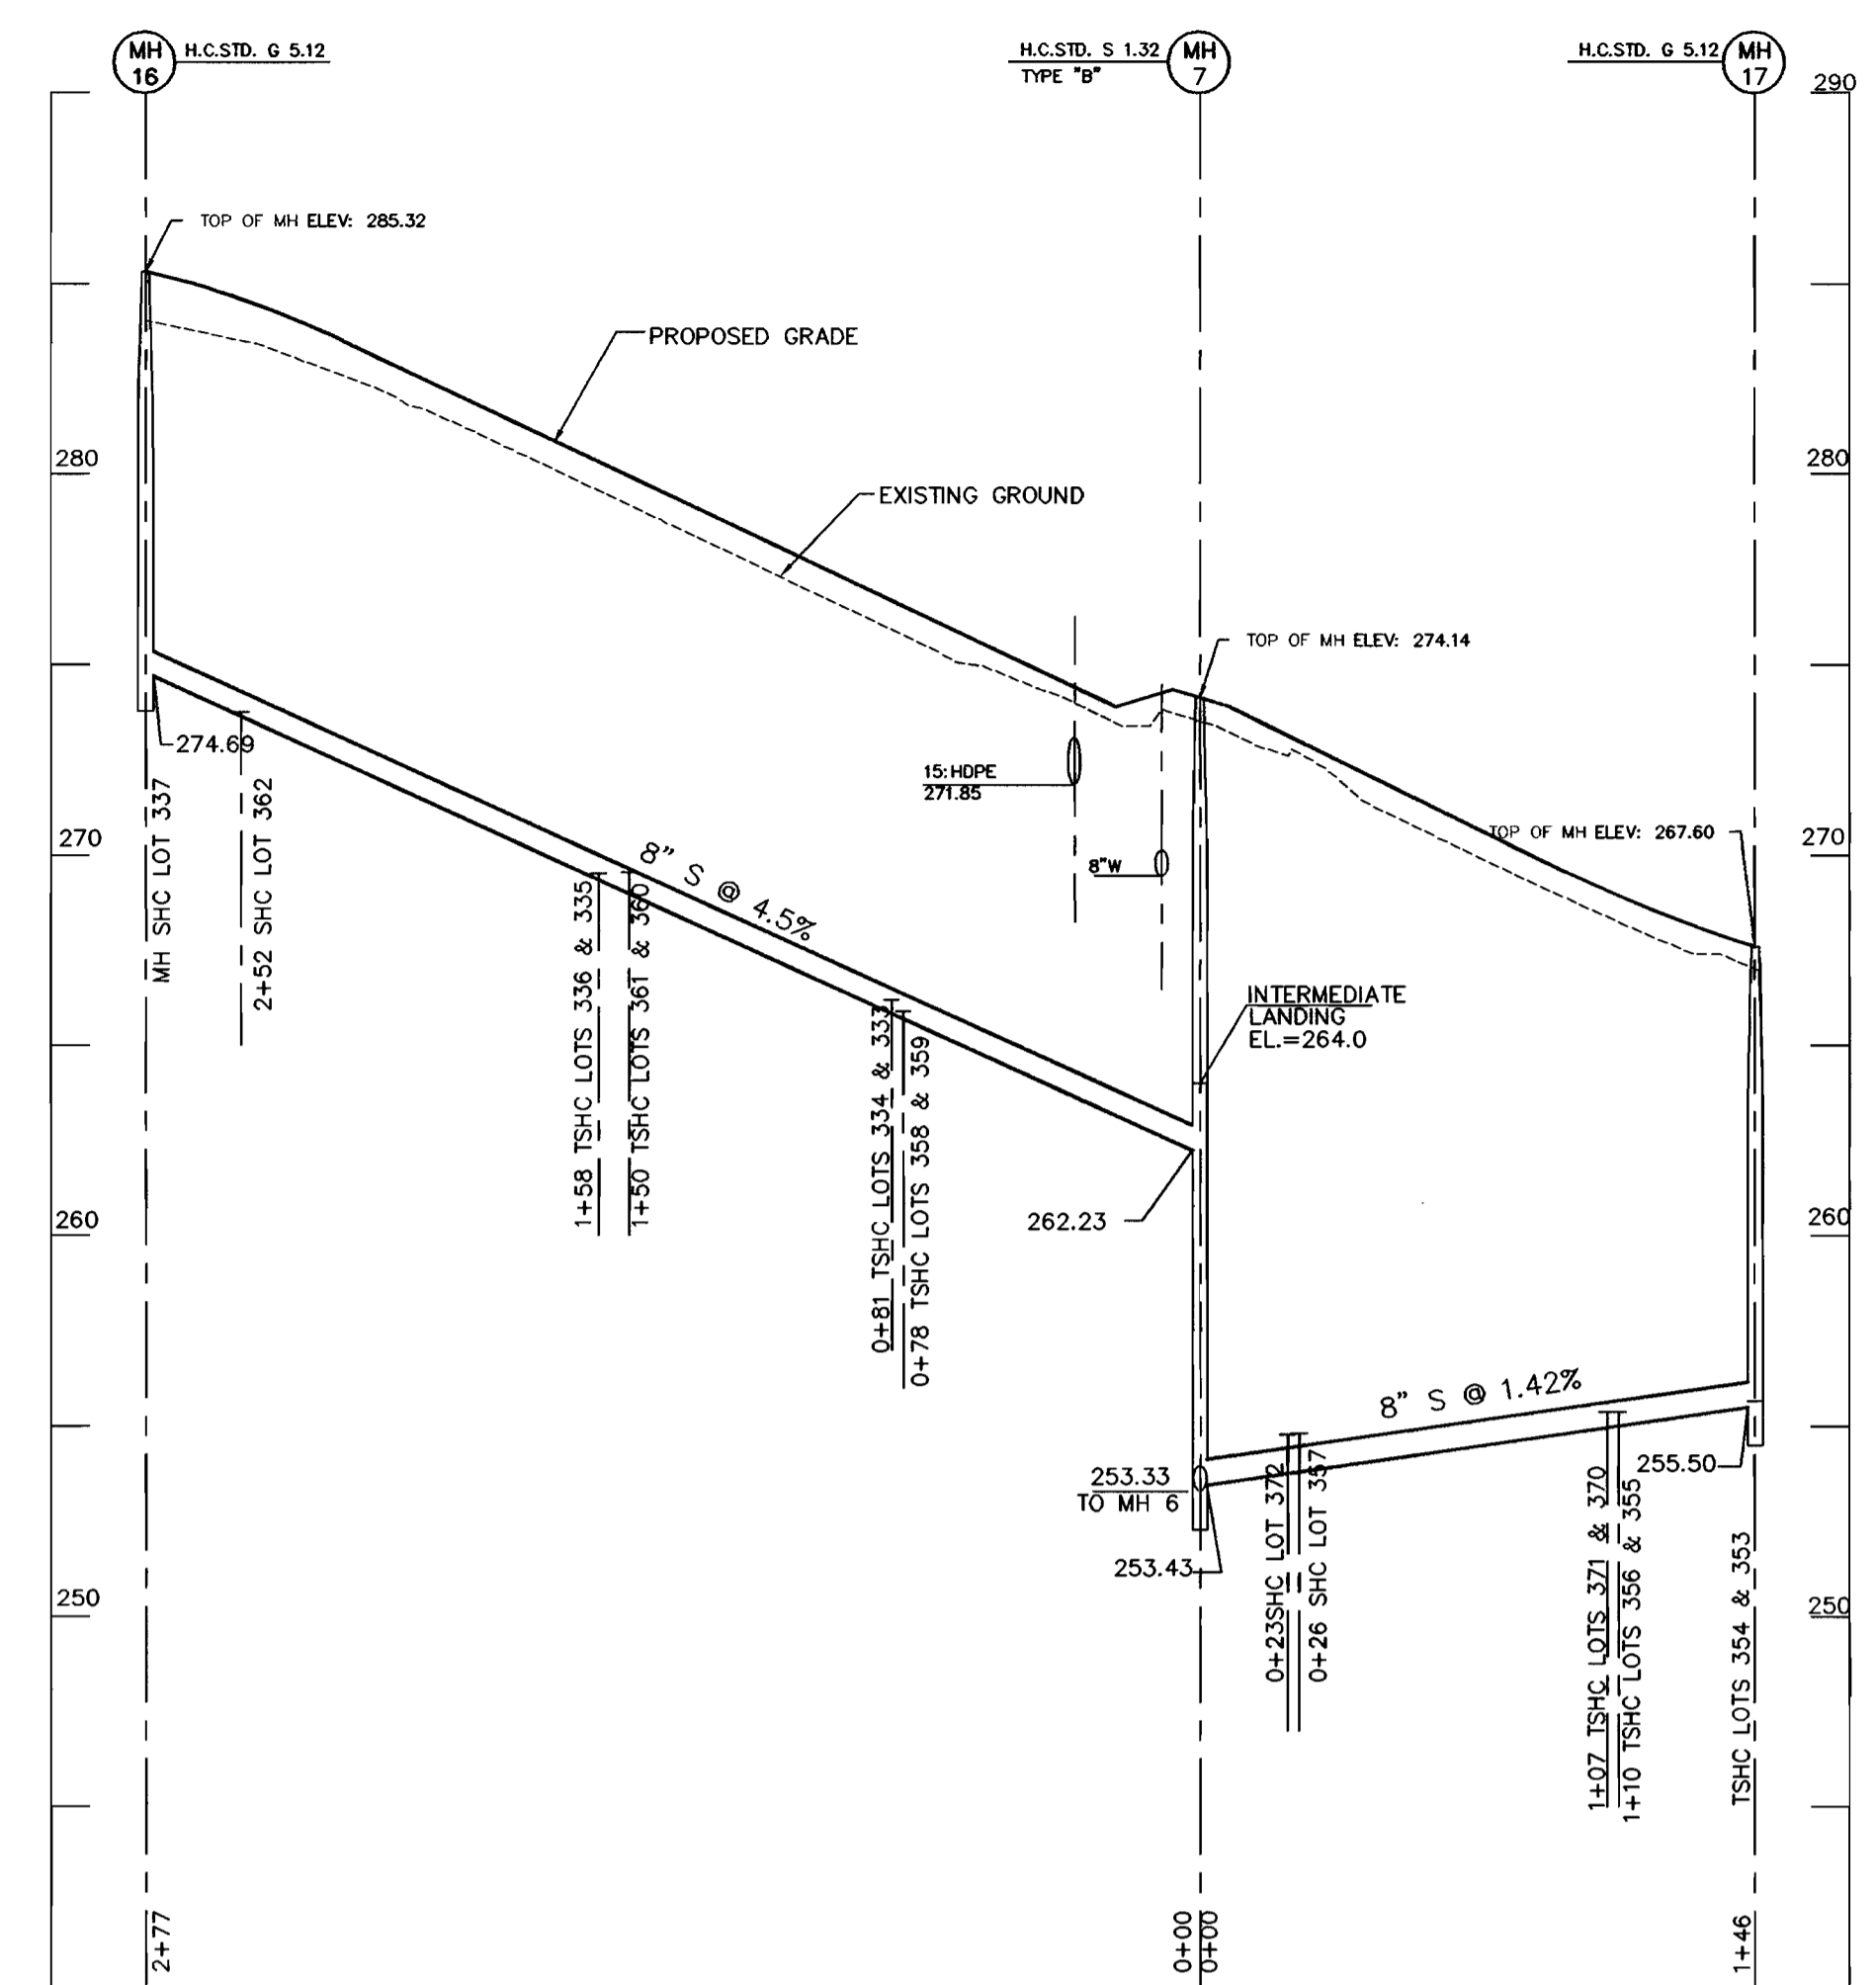 MH
16
H.C.STD. G 5.12
H.C.STD. S 1.32
TYPE "B"
MH
7
H.C.STD. G 5.12
MH
17
290
TOP OF MH ELEV: 285.32
PROPOSED GRADE
280
280
EXISTING GROUND
TOP OF MH ELEV: 274.14
274.69
15:HDPE
271.85
270
270
TOP OF MH ELEV: 267.60
8"W
8" S @ 4.5%
MH SHC LOT 337
2+52 SHC LOT 362
1+58 TSHC LOTS 336 & 335
1+50 TSHC LOTS 361 & 360
0+81 TSHC LOTS 334 & 333
0+78 TSHC LOTS 358 & 359
INTERMEDIATE
LANDING
EL.=264.0
260
262.23
260
8" S @ 1.42%
253.33
TO MH 6
255.50
253.43
0+23SHC LOT 372
0+26 SHC LOT 357
1+07 TSHC LOTS 371 & 370
1+10 TSHC LOTS 356 & 355
TSHC LOTS 354 & 353
250
250
2+77
0+00
0+00
1+46